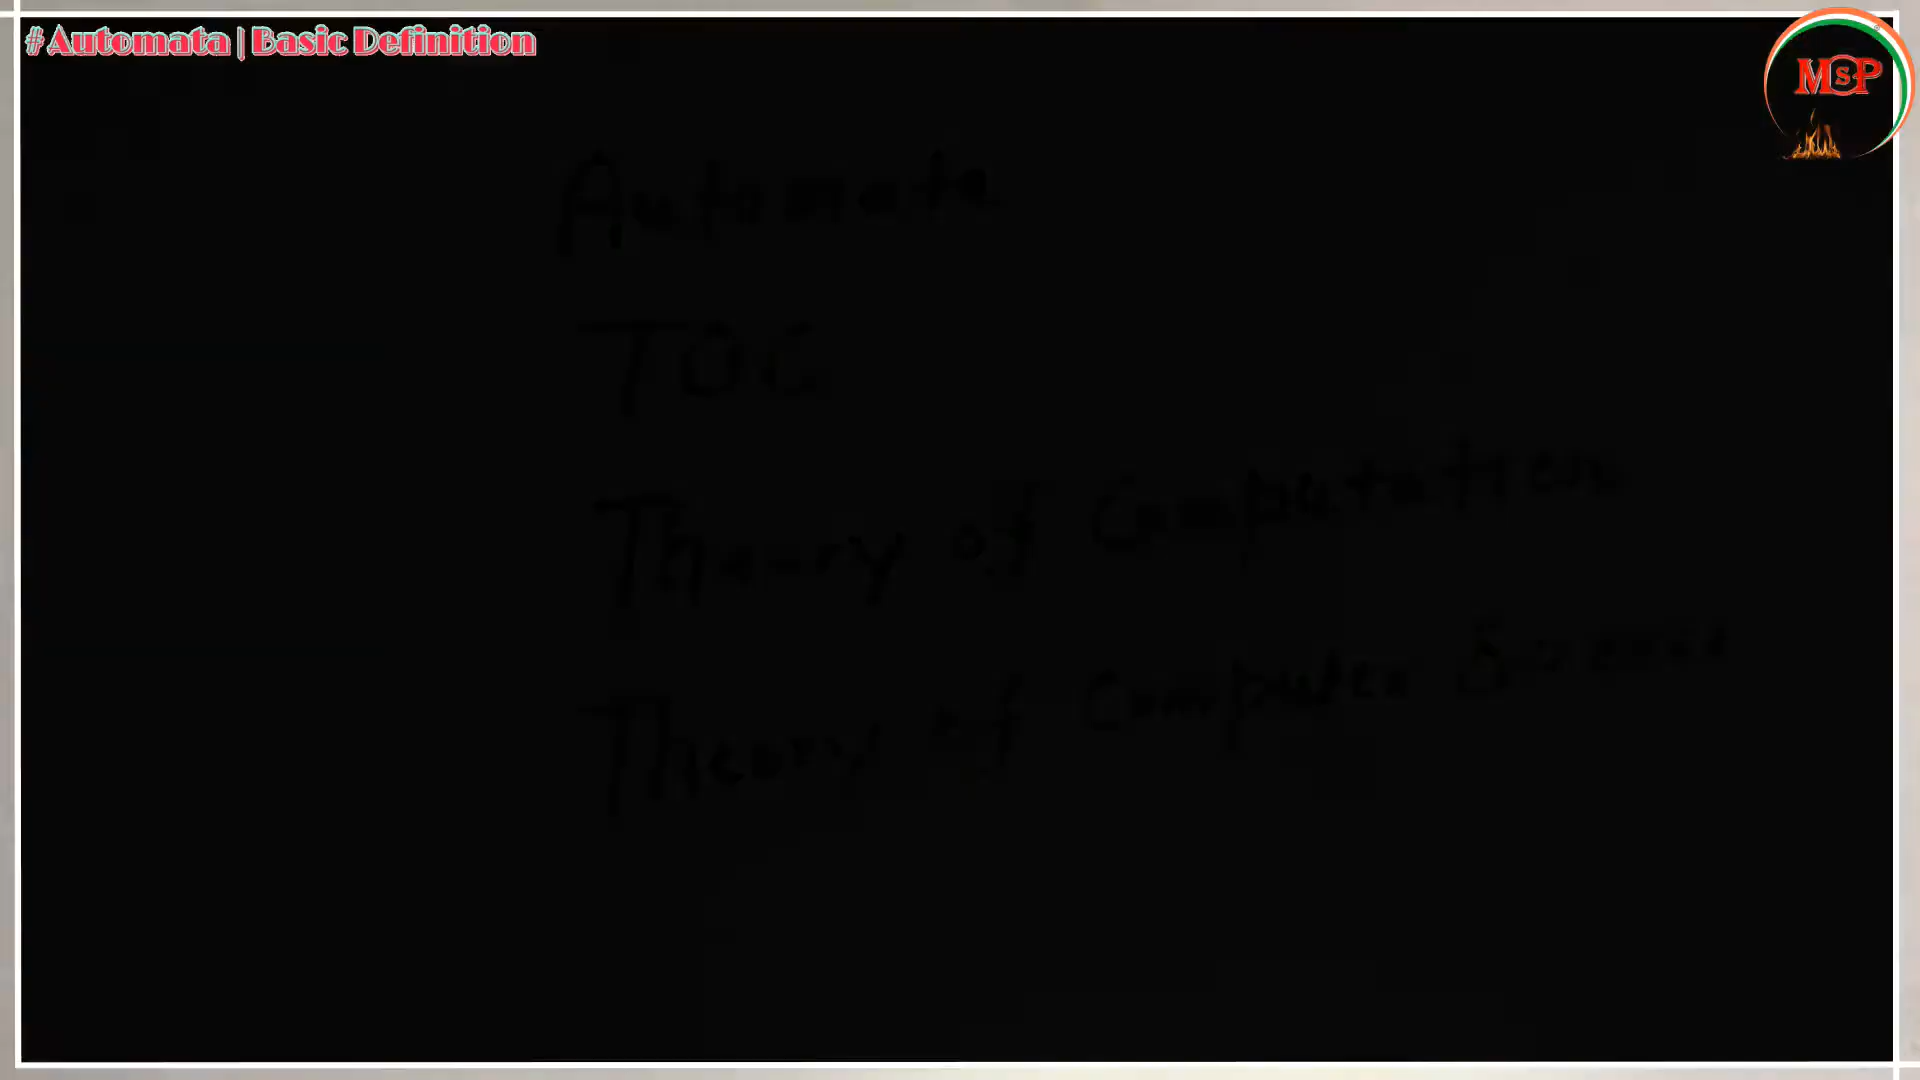 #Automata | Basic Definition
MSP
Automata
TOC
Theory of Computation
Theory of Computer Science